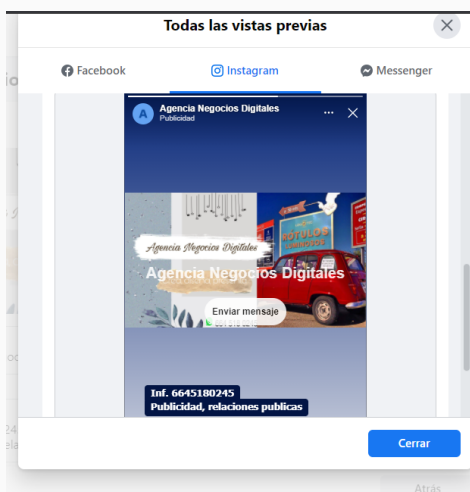 Todas las vistas previas
Facebook
Instagram
Messenger
A
Agencia Negocios Digitales
Publicidad
RÓTULOS
LUMINOSOS
Agencia Negocios Digitales
Agencia Negocios Digitales
Enviar mensaje
Inf. 6645180245
Publicidad, relaciones publicas
Cerrar
Atrás